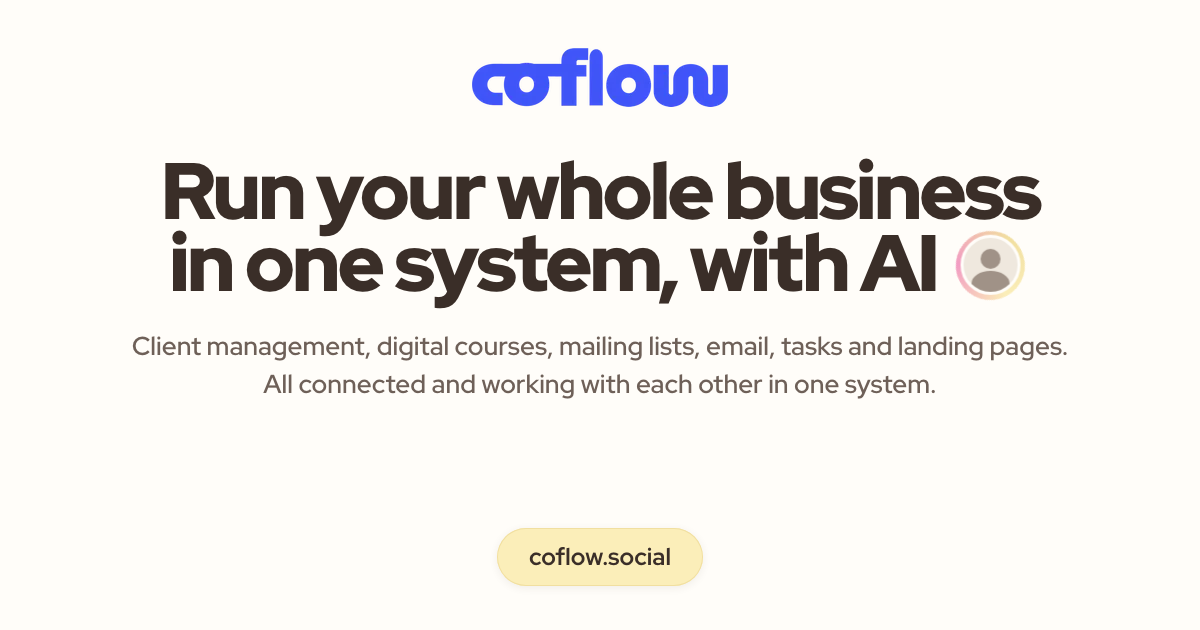 coflow
Run your whole business
in one system, with AI
Client management, digital courses, mailing lists, email, tasks and landing pages.
All connected and working with each other in one system.
coflow.social